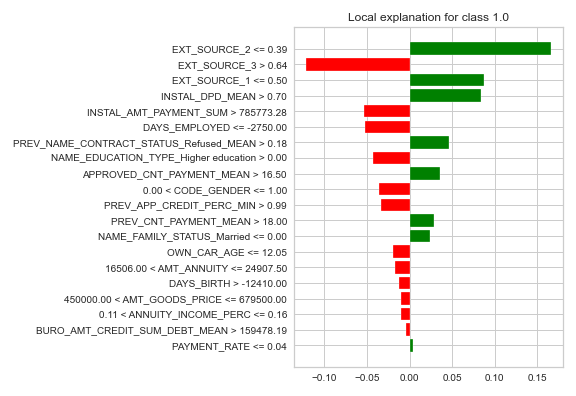 Local explanation for class 1.0
EXT_SOURCE_2 <= 0.39
EXT_SOURCE_3 > 0.64
EXT_SOURCE_1 <= 0.50
INSTAL_DPD_MEAN > 0.70
INSTAL_AMT_PAYMENT_SUM > 785773.28
DAYS_EMPLOYED <= -2750.00
PREV_NAME_CONTRACT_STATUS_Refused_MEAN > 0.18
NAME_EDUCATION_TYPE_Higher education > 0.00
APPROVED_CNT_PAYMENT_MEAN > 16.50
0.00 < CODE_GENDER <= 1.00
PREV_APP_CREDIT_PERC_MIN > 0.99
PREV_CNT_PAYMENT_MEAN > 18.00
NAME_FAMILY_STATUS_Married <= 0.00
OWN_CAR_AGE <= 12.05
16506.00 < AMT_ANNUITY <= 24907.50
DAYS_BIRTH > -12410.00
450000.00 < AMT_GOODS_PRICE <= 679500.00
0.11 < ANNUITY_INCOME_PERC <= 0.16
BURO_AMT_CREDIT_SUM_DEBT_MEAN > 159478.19
PAYMENT_RATE <= 0.04
−0.10 −0.05 0.00 0.05 0.10 0.15